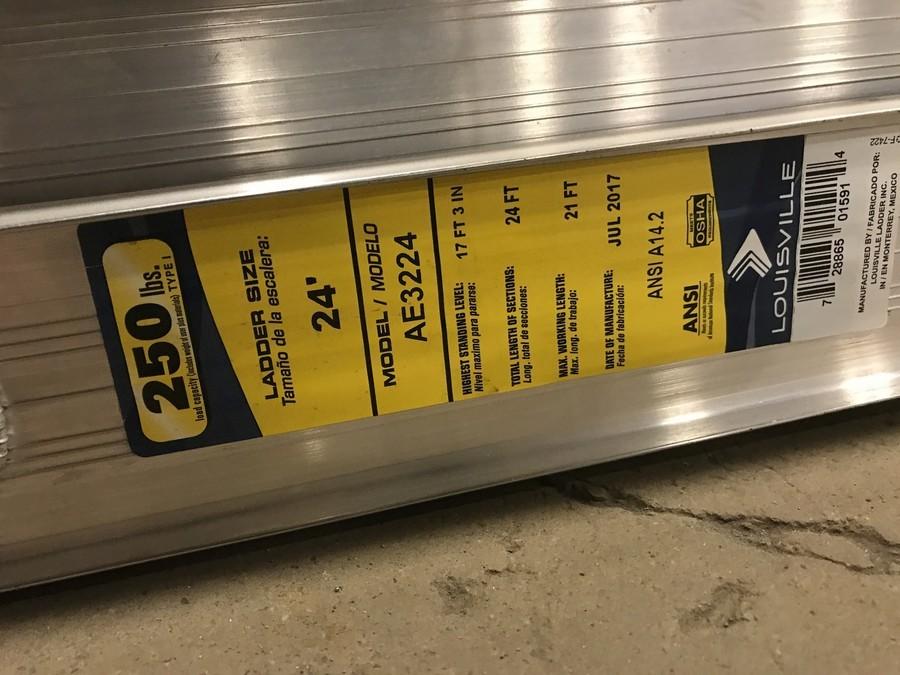 250 lbs.
load capacity (includes weight of user plus materials) TYPE I
LADDER SIZE
Tamaño de la escalera:
24'
MODEL / MODELO
AE3224
HIGHEST STANDING LEVEL: 17 FT 3 IN
Nivel maximo para pararse:
TOTAL LENGTH OF SECTIONS: 24 FT
Long. total de secciones:
MAX. WORKING LENGTH: 21 FT
Max. long. de trabajo:
DATE OF MANUFACTURE: JUL 2017
Fecha de fabricación:
ANSI A14.2
ANSI
MEETS
OSHA
LOUISVILLE
7 28865 01591 4
MANUFACTURED BY / FABRICADO POR:
LOUISVILLE LADDER INC.
IN / EN MONTERREY, MEXICO